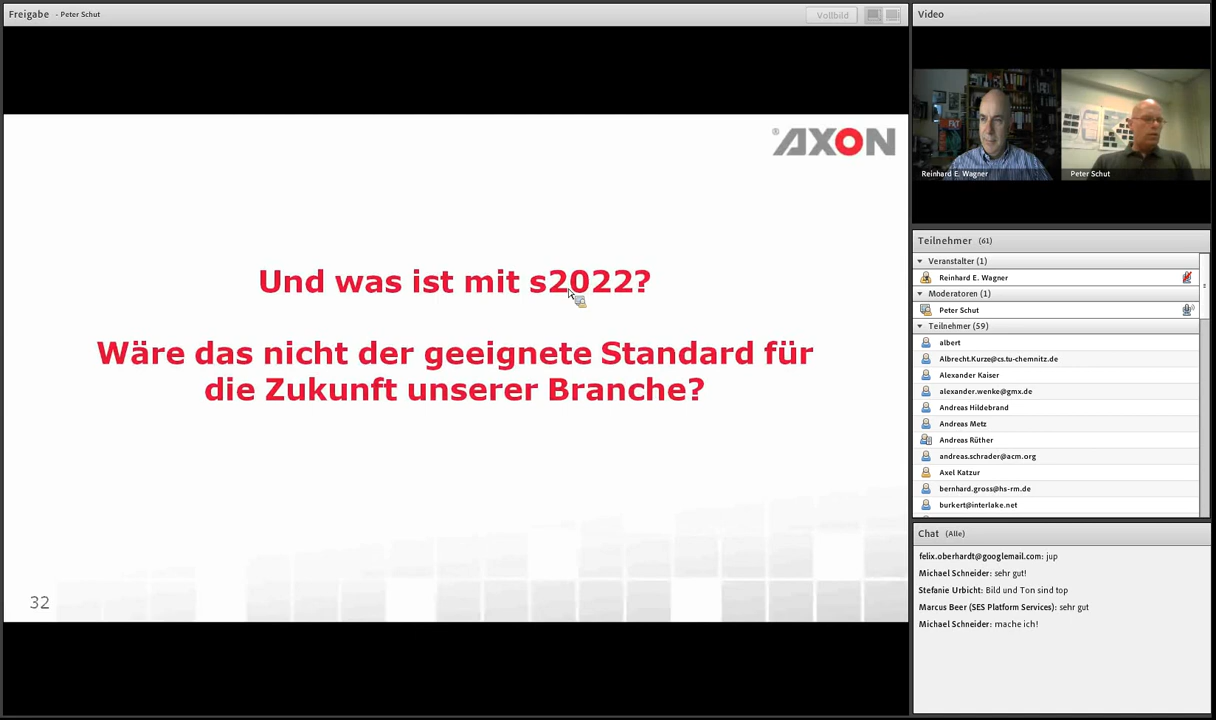 Freigabe - Peter Schut
Vollbild
®AXON
Und was ist mit s2022?
Wäre das nicht der geeignete Standard für
die Zukunft unserer Branche?
32
Video
Reinhard E. Wagner
Peter Schut
Teilnehmer (61)
Veranstalter (1)
Reinhard E. Wagner
Moderatoren (1)
Peter Schut
Teilnehmer (59)
albert
Albrecht.Kurze@cs.tu-chemnitz.de
Alexander Kaiser
alexander.wenke@gmx.de
Andreas Hildebrand
Andreas Metz
Andreas Rüther
andreas.schrader@acm.org
Axel Katzur
bernhard.gross@hs-rm.de
burkert@interlake.net
Chat (Alle)
felix.oberhardt@googlemail.com: jup
Michael Schneider: sehr gut!
Stefanie Urbicht: Bild und Ton sind top
Marcus Beer (SES Platform Services): sehr gut
Michael Schneider: mache ich!